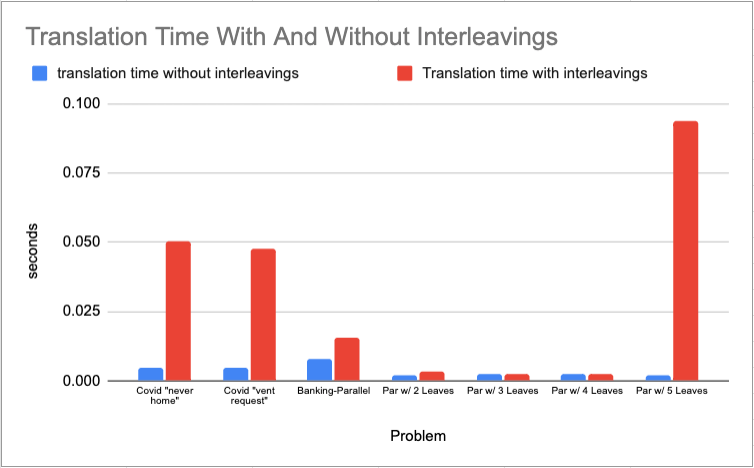 Translation Time With And Without Interleavings
translation time without interleavings
Translation time with interleavings
0.100
0.075
0.050
0.025
0.000
seconds
Covid "never
home"
Covid "vent
request"
Banking-Parallel
Par w/ 2 Leaves
Par w/ 3 Leaves
Par w/ 4 Leaves
Par w/ 5 Leaves
Problem